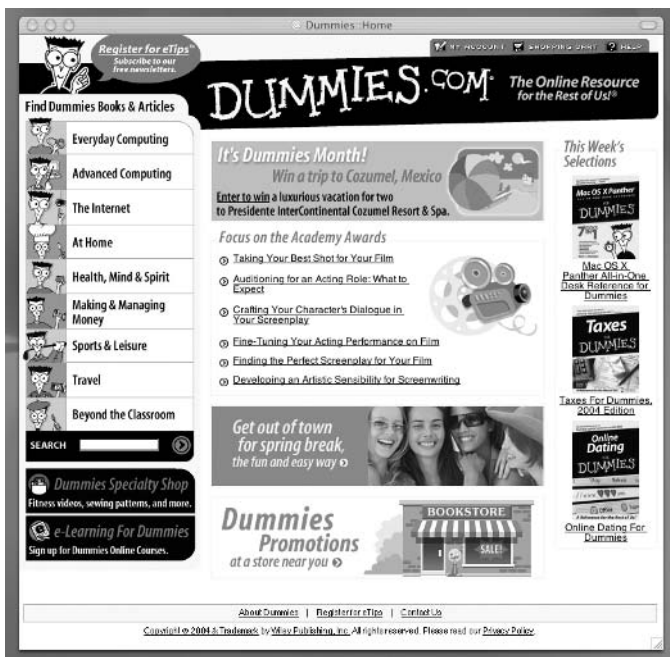 Dummies ::Home
Register for eTips™
Subscribe to our
free newsletters.
MY ACCOUNT SHOPPING CART ? HELP
DUMMIES.COM®
The Online Resource
for the Rest of Us!®
Find Dummies Books & Articles
Everyday Computing
Advanced Computing
The Internet
At Home
Health, Mind & Spirit
Making & Managing
Money
Sports & Leisure
Travel
Beyond the Classroom
SEARCH
Dummies Specialty Shop
Fitness videos, sewing patterns, and more.
e-Learning For Dummies
Sign up for Dummies Online Courses.
It's Dummies Month!
Win a trip to Cozumel, Mexico
Enter to win a luxurious vacation for two
to Presidente InterContinental Cozumel Resort & Spa.
Focus on the Academy Awards
Taking Your Best Shot for Your Film
Auditioning for an Acting Role: What to
Expect
Crafting Your Character's Dialogue in
Your Screenplay
Fine-Tuning Your Acting Performance on Film
Finding the Perfect Screenplay for Your Film
Developing an Artistic Sensibility for Screenwriting
Get out of town
for spring break,
the fun and easy way
Dummies
Promotions
at a store near you
BOOKSTORE
SALE!
This Week's
Selections
Mac OS X Panther
DUMMIES
Mac OS X
Panther All-in-One
Desk Reference for
Dummies
Taxes
DUMMIES
Taxes For Dummies,
2004 Edition
Online
Dating
DUMMIES
Online Dating For
Dummies
About Dummies | Register for eTips | Contact Us
Copyright © 2004 & Trademark by Wiley Publishing, Inc. All rights reserved. Please read our Privacy Policy.